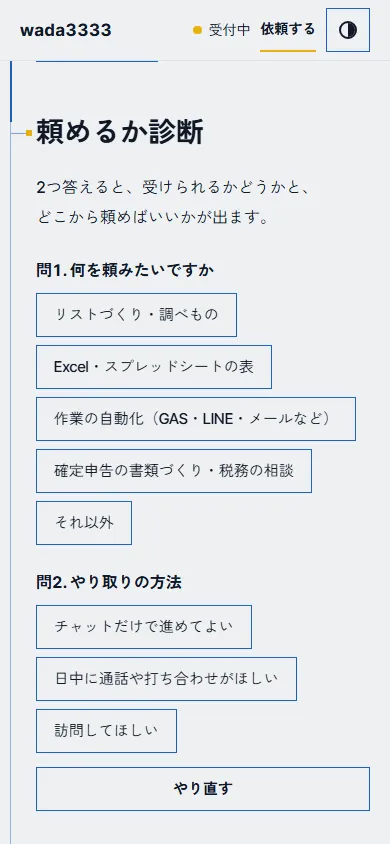 wada3333
受付中
依頼する
頼めるか診断
2つ答えると、受けられるかどうかと、
どこから頼めばいいかが出ます。
問1. 何を頼みたいですか
リストづくり・調べもの
Excel・スプレッドシートの表
作業の自動化（GAS・LINE・メールなど）
確定申告の書類づくり・税務の相談
それ以外
問2. やり取りの方法
チャットだけで進めてよい
日中に通話や打ち合わせがほしい
訪問してほしい
やり直す